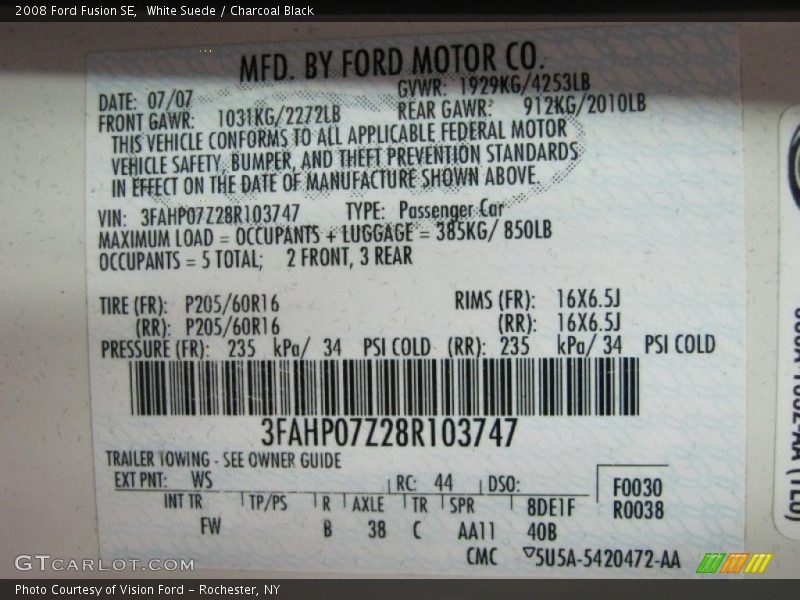 2008 Ford Fusion SE, White Suede / Charcoal Black
MFD. BY FORD MOTOR CO.
DATE: 07/07 GVWR: 1929KG/4253LB
FRONT GAWR: 1031KG/2272LB REAR GAWR: 912KG/2010LB
THIS VEHICLE CONFORMS TO ALL APPLICABLE FEDERAL MOTOR
VEHICLE SAFETY, BUMPER, AND THEFT PREVENTION STANDARDS
IN EFFECT ON THE DATE OF MANUFACTURE SHOWN ABOVE.
VIN: 3FAHP07Z28R103747 TYPE: Passenger Car
MAXIMUM LOAD = OCCUPANTS + LUGGAGE = 385KG/ 850LB
OCCUPANTS = 5 TOTAL; 2 FRONT, 3 REAR
TIRE (FR): P205/60R16 RIMS (FR): 16X6.5J
(RR): P205/60R16 (RR): 16X6.5J
PRESSURE (FR): 235 kPa/ 34 PSI COLD (RR): 235 kPa/ 34 PSI COLD
3FAHP07Z28R103747
TRAILER TOWING - SEE OWNER GUIDE
EXT PNT: WS RC: 44 DSO: F0030
INT TR TP/PS R AXLE TR SPR 8DE1F R0038
FW B 38 C AA11 40B
CMC 5U5A-5420472-AA
GTCARLOT.COM
Photo Courtesy of Vision Ford – Rochester, NY